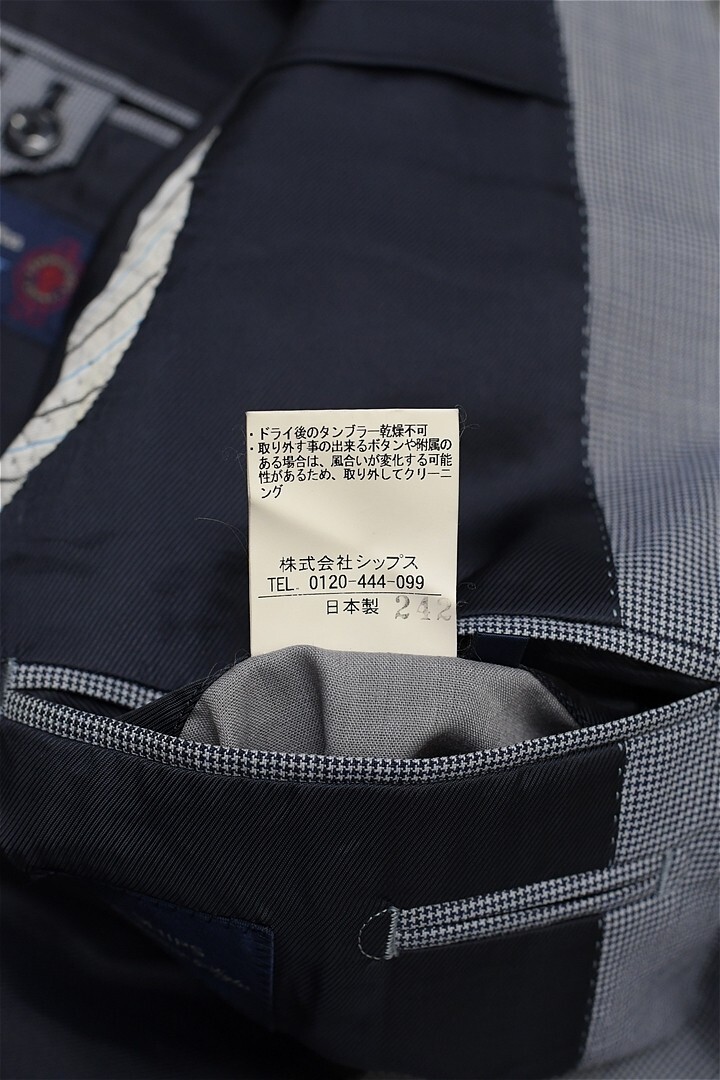 ・ドライ後のタンブラー乾燥不可
・取り外す事の出来るボタンや附属の
ある場合は、風合いが変化する可能
性があるため、取り外してクリーニ
ング
株式会社シップス
TEL. 0120-444-099
日本製 242
SHIPS